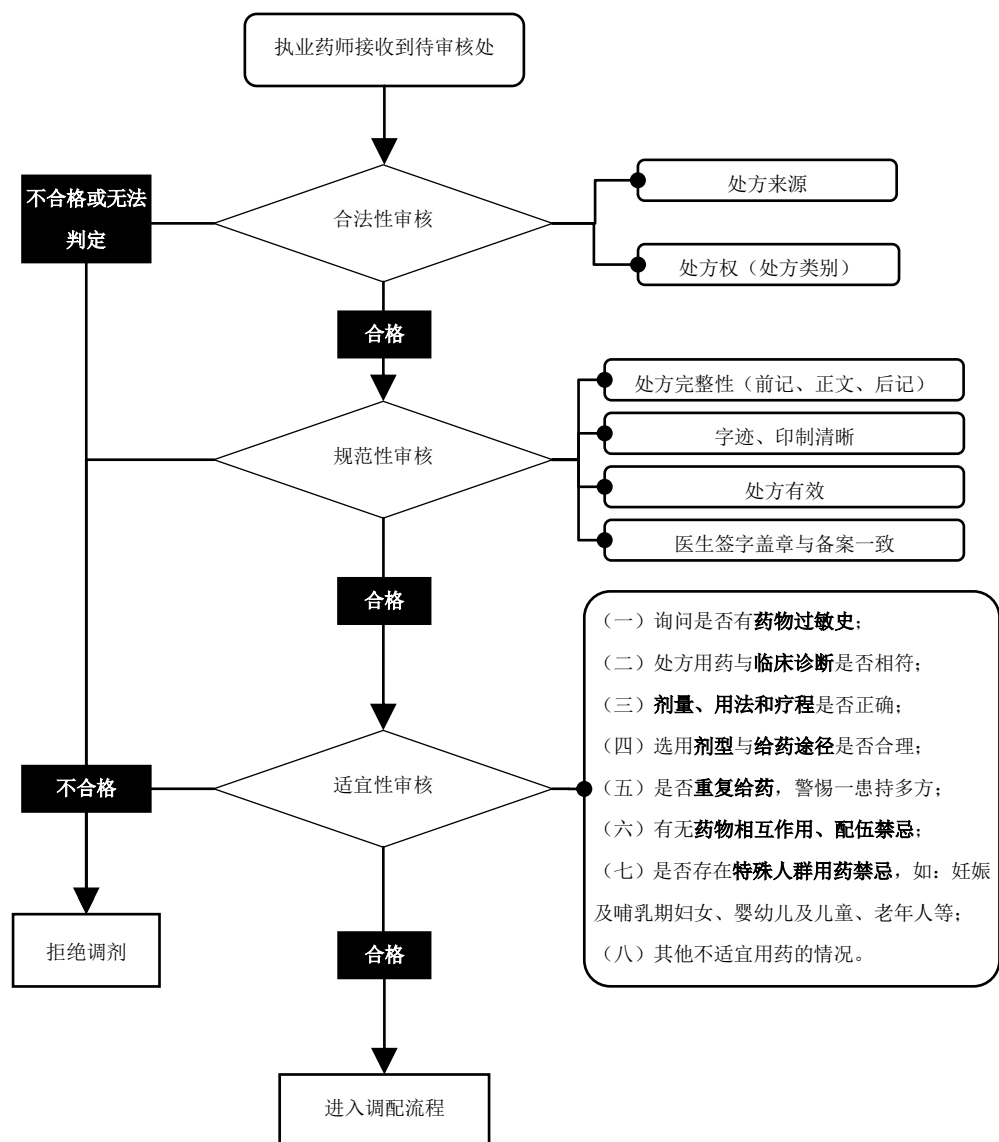 执业药师接收到待审核处
不合格或无法
判定
合法性审核
处方来源
处方权（处方类别）
合格
规范性审核
处方完整性（前记、正文、后记）
字迹、印制清晰
处方有效
医生签字盖章与备案一致
合格
（一）询问是否有药物过敏史；
（二）处方用药与临床诊断是否相符；
（三）剂量、用法和疗程是否正确；
（四）选用剂型与给药途径是否合理；
（五）是否重复给药，警惕一患持多方；
（六）有无药物相互作用、配伍禁忌；
（七）是否存在特殊人群用药禁忌，如：妊娠
及哺乳期妇女、婴幼儿及儿童、老年人等；
（八）其他不适宜用药的情况。
不合格
适宜性审核
拒绝调剂
合格
进入调配流程